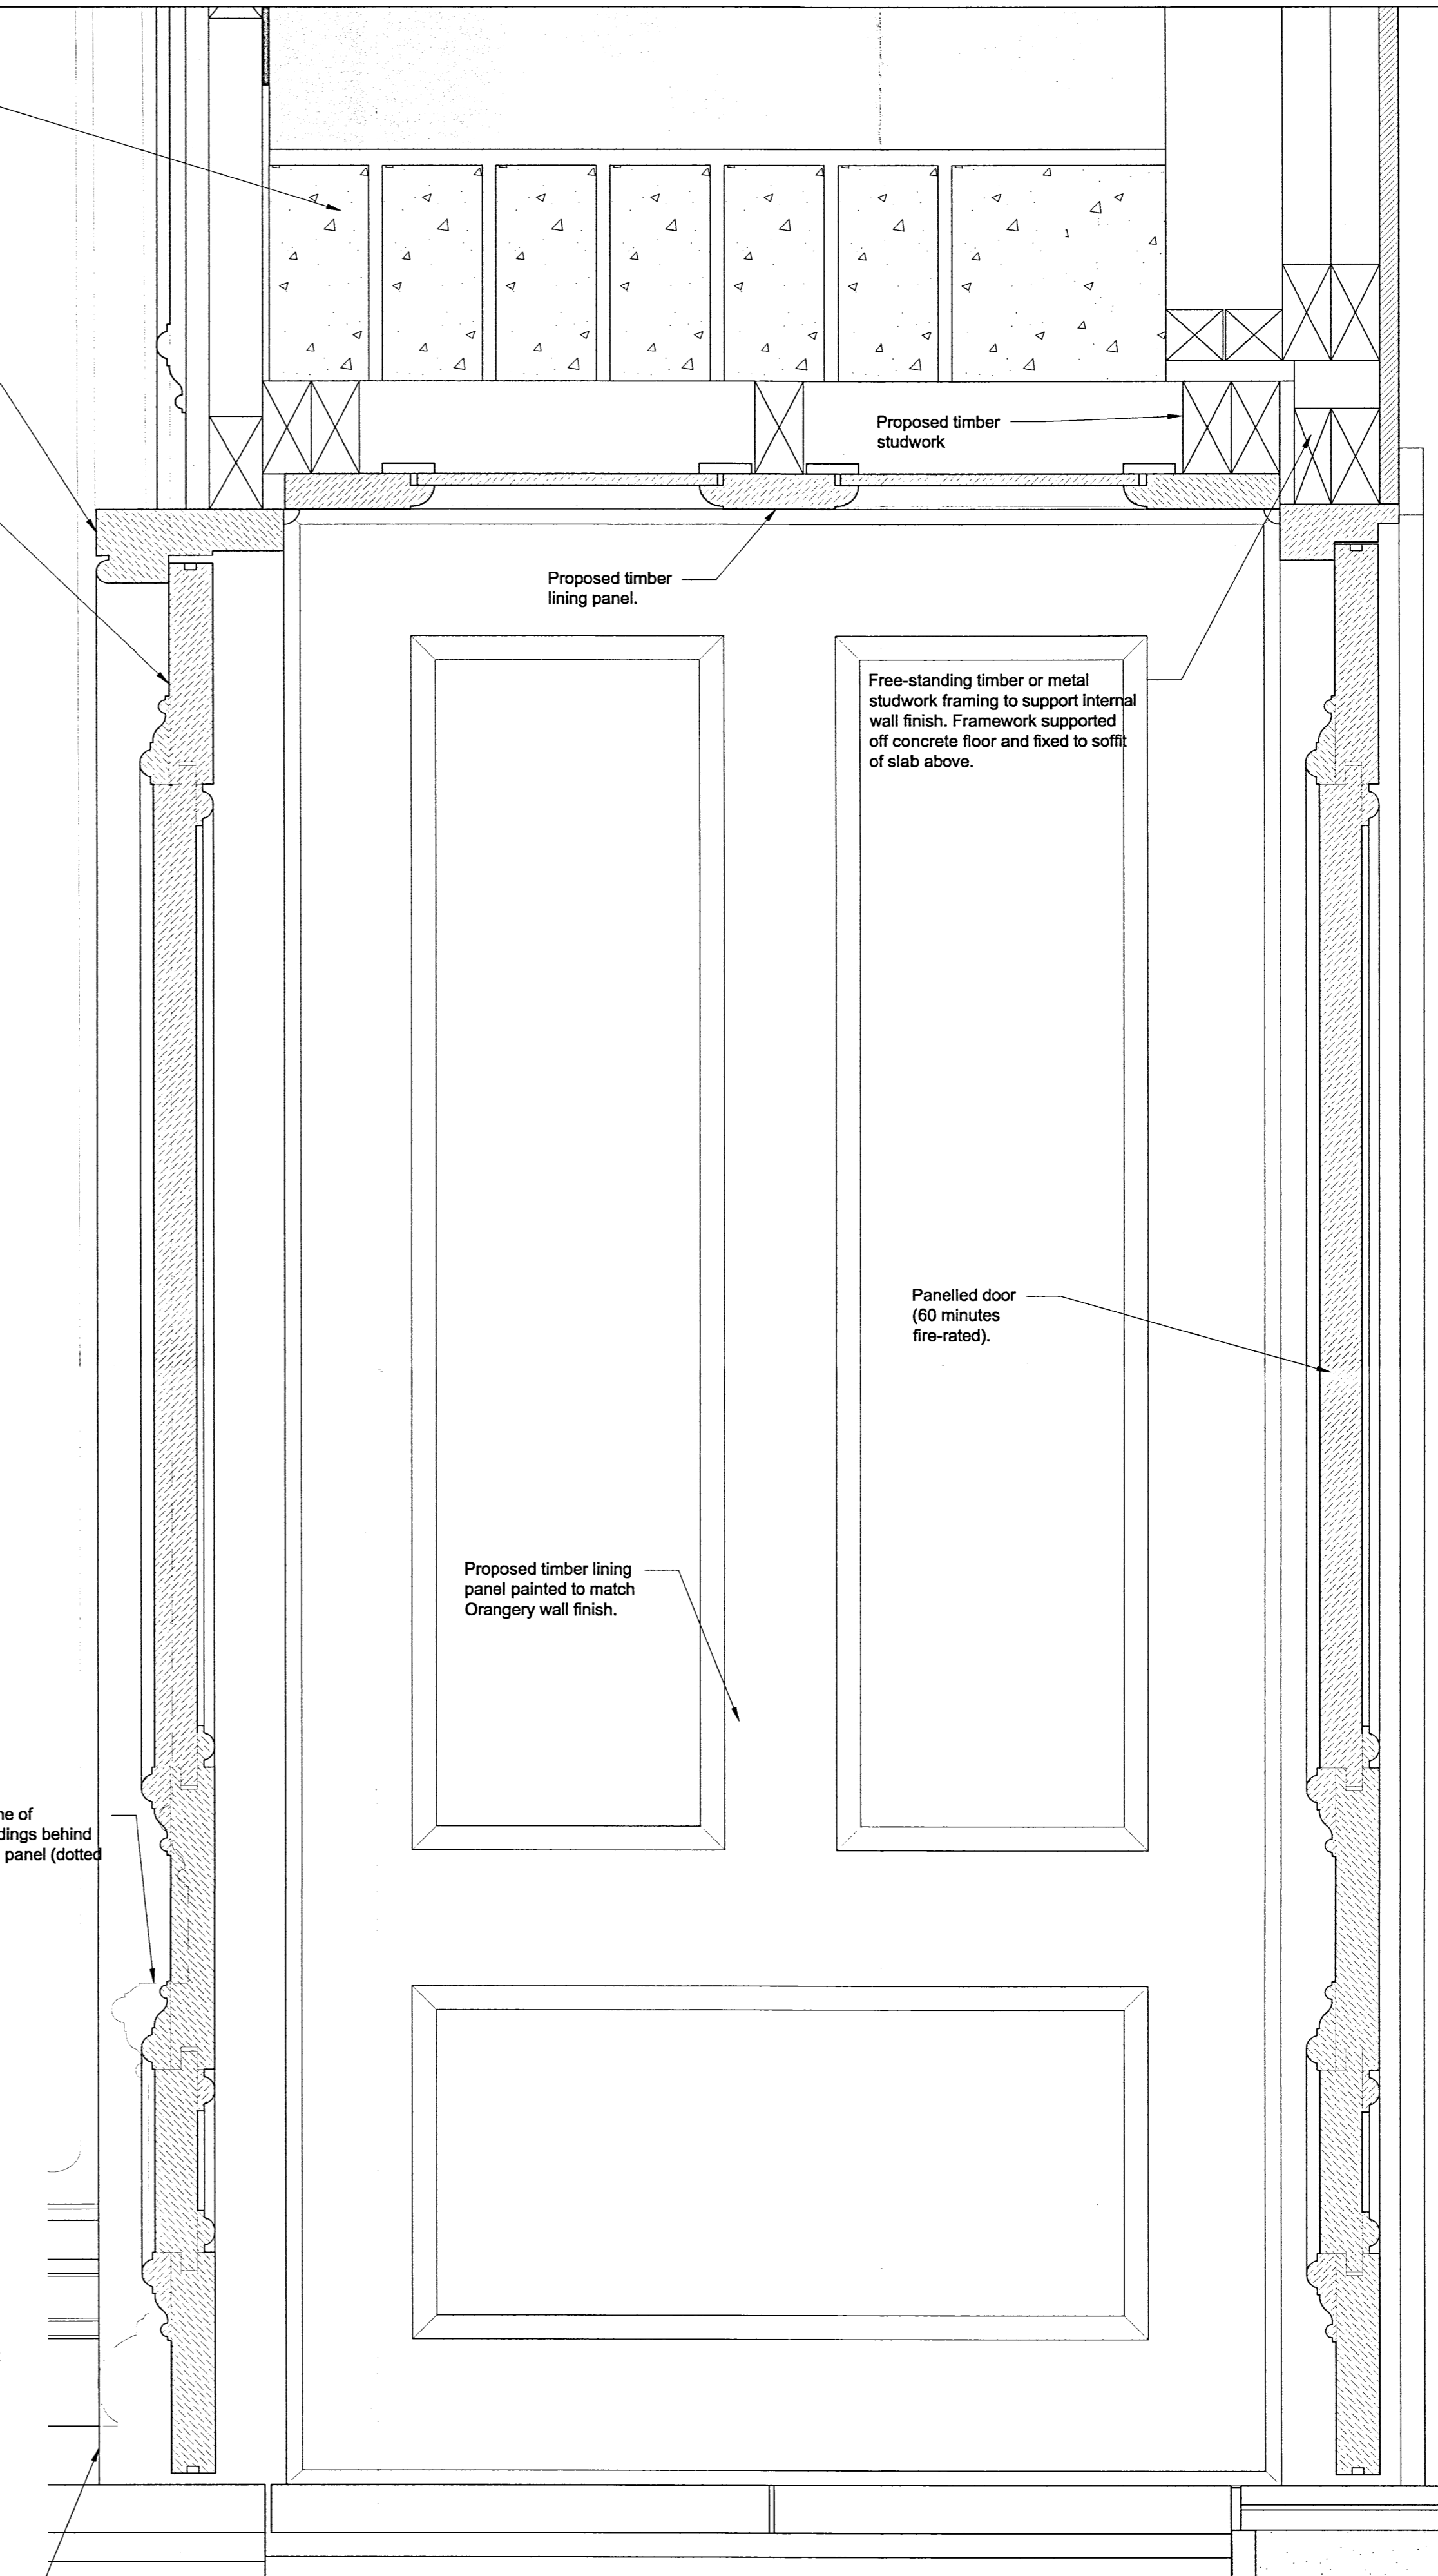 Proposed timber
studwork
Proposed timber
lining panel.
Free-standing timber or metal
studwork framing to support internal
wall finish. Framework supported
off concrete floor and fixed to soffit
of slab above.
Panelled door
(60 minutes
fire-rated).
Proposed timber lining
panel painted to match
Orangery wall finish.
of
behind
panel (dotted